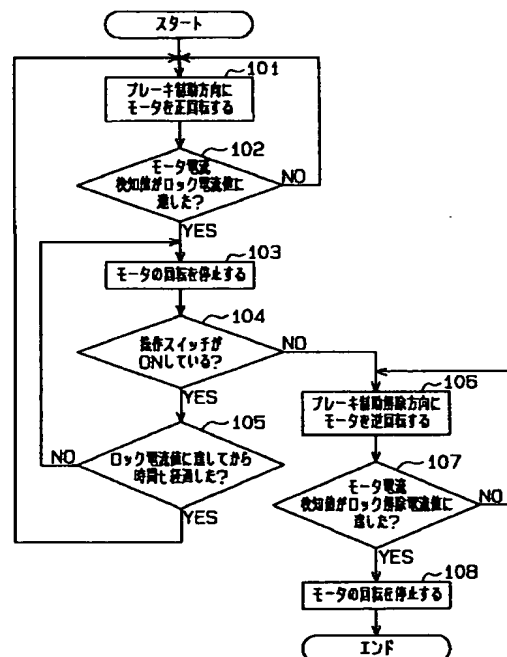 スタート
101
ブレーキ制動方向に
モータを正回転する
102
モータ電流
検知値がロック電流値に
達した?
NO
YES
103
モータの回転を停止する
104
操作スイッチが
ONしている?
NO
YES
105
ロック電流値に達してから
時間t経過した?
NO
YES
106
ブレーキ制動解除方向に
モータを逆回転する
107
モータ電流
検知値がロック解除電流値に
達した?
NO
YES
108
モータの回転を停止する
エンド